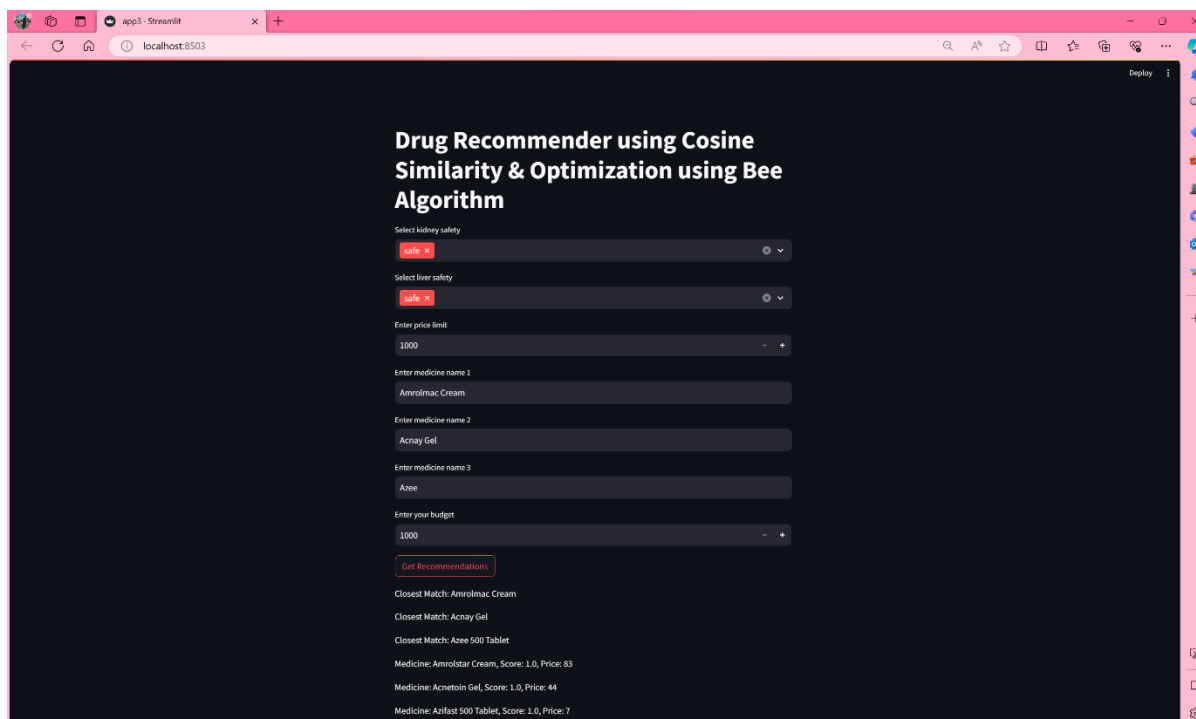 app3 · Streamlit
localhost:8503
Deploy
Drug Recommender using Cosine
Similarity & Optimization using Bee
Algorithm
Select kidney safety
safe
Select liver safety
safe
Enter price limit
1000
Enter medicine name 1
Amrolmac Cream
Enter medicine name 2
Acnay Gel
Enter medicine name 3
Azee
Enter your budget
1000
Get Recommendations
Closest Match: Amrolmac Cream
Closest Match: Acnay Gel
Closest Match: Azee 500 Tablet
Medicine: Amrolstar Cream, Score: 1.0, Price: 83
Medicine: Acnetoin Gel, Score: 1.0, Price: 44
Medicine: Azifast 500 Tablet, Score: 1.0, Price: 7